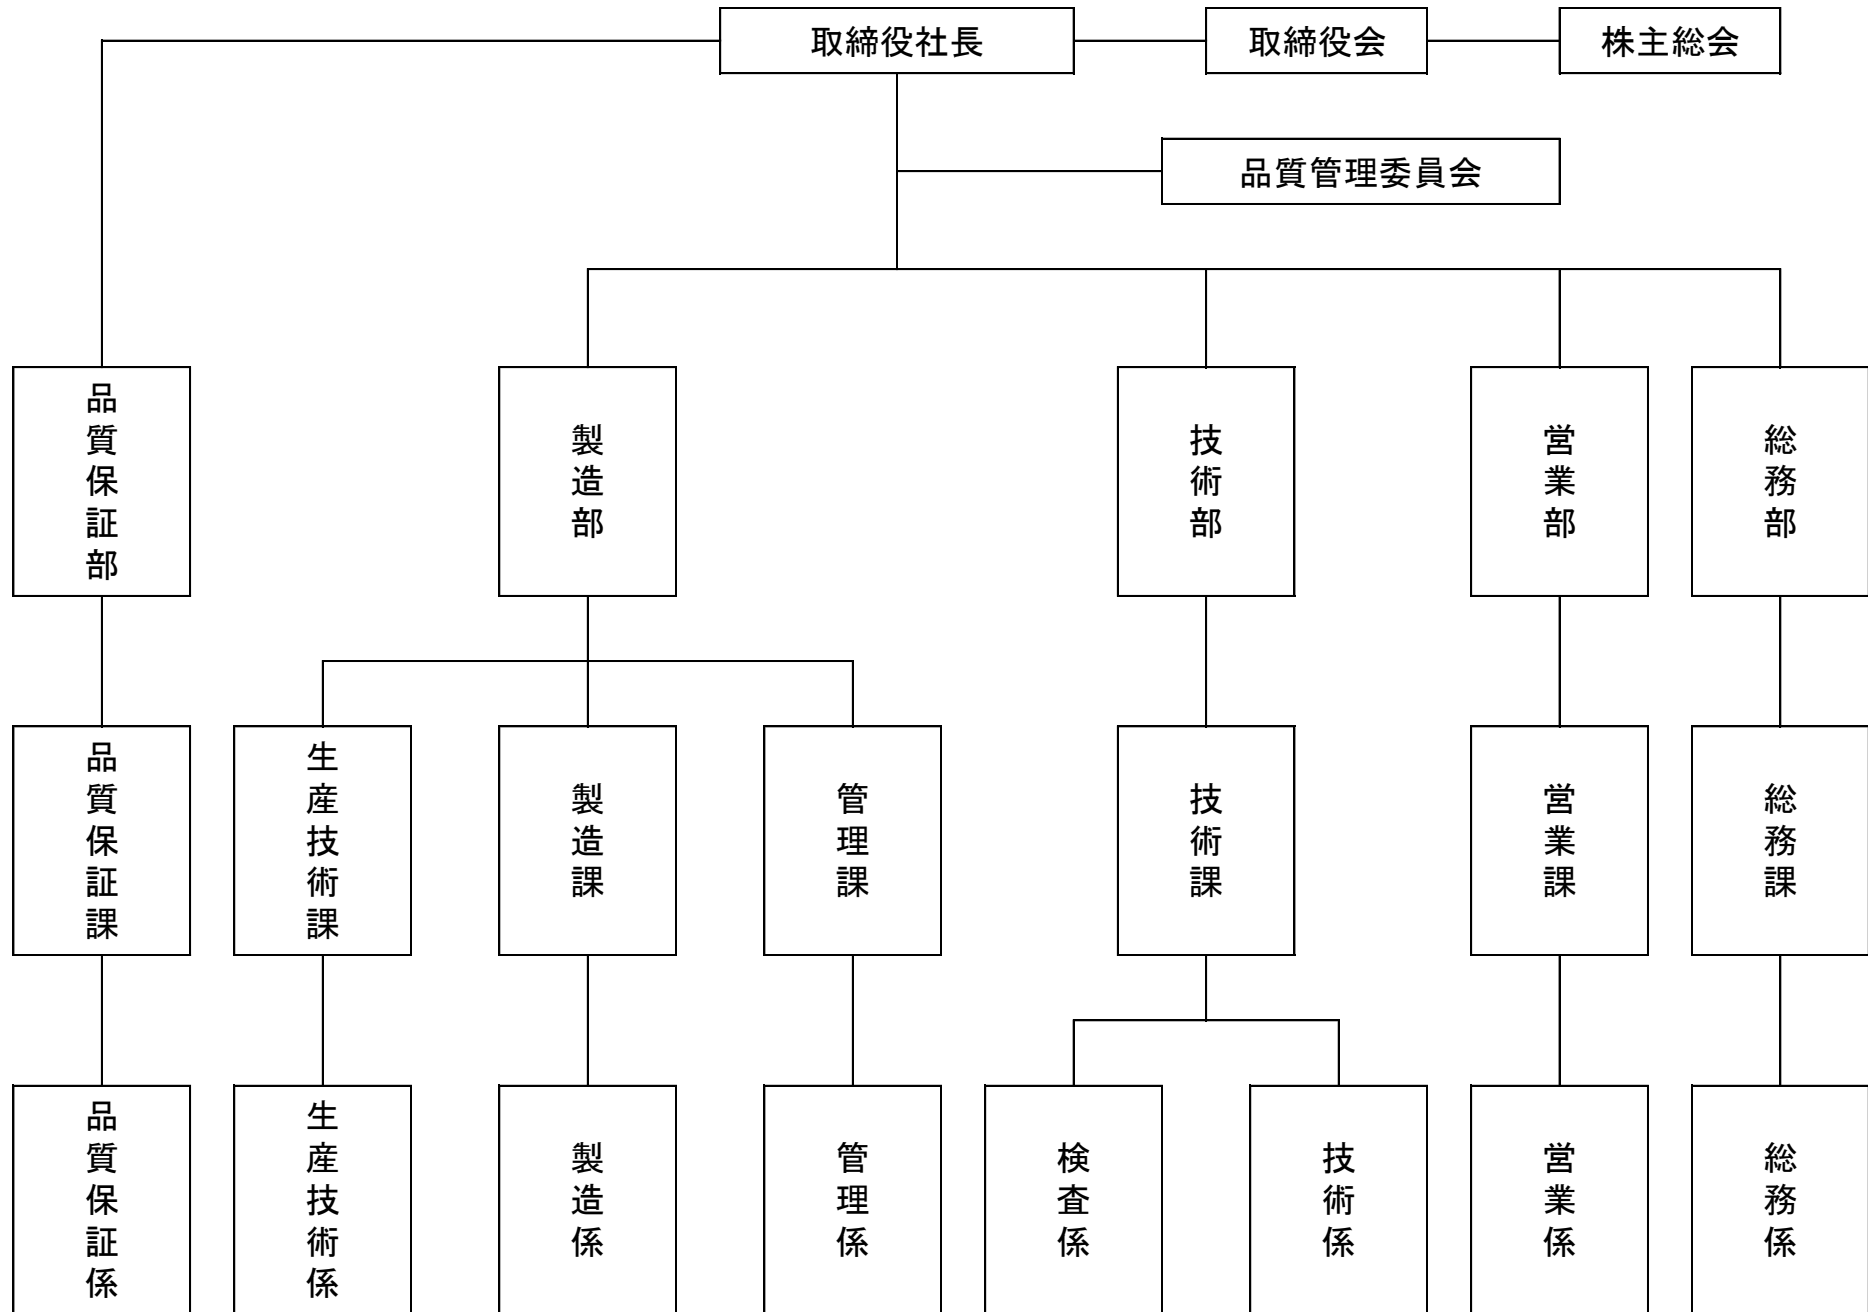 取締役社長
取締役会
株主総会
品質管理委員会
品質保証部
製造部
技術部
営業部
総務部
品質保証課
生産技術課
製造課
管理課
技術課
営業課
総務課
品質保証係
生産技術係
製造係
管理係
検査係
技術係
営業係
総務係